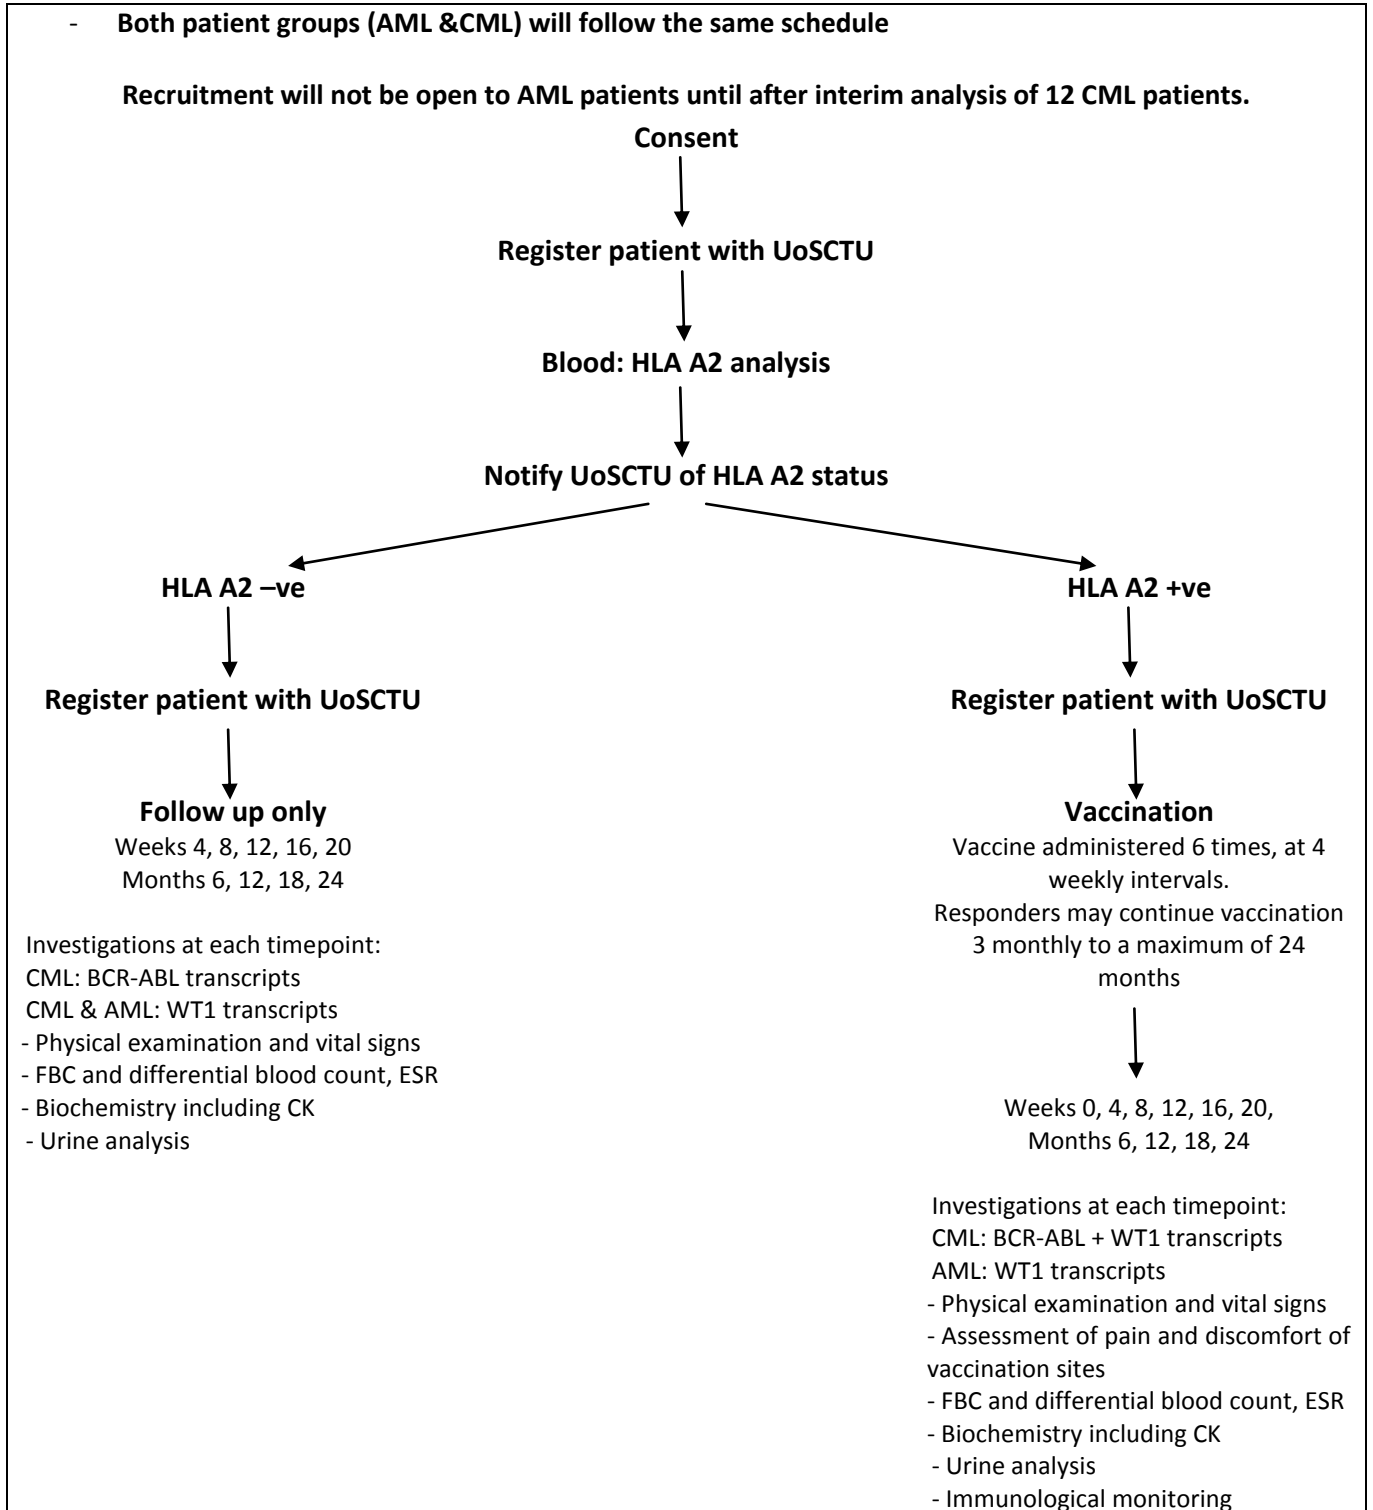 - Both patient groups (AML &CML) will follow the same schedule
Recruitment will not be open to AML patients until after interim analysis of 12 CML patients.
Consent
Register patient with UoSCTU
Blood: HLA A2 analysis
Notify UoSCTU of HLA A2 status
HLA A2 –ve
Register patient with UoSCTU
Follow up only
Weeks 4, 8, 12, 16, 20
Months 6, 12, 18, 24
Investigations at each timepoint:
CML: BCR-ABL transcripts
CML & AML: WT1 transcripts
- Physical examination and vital signs
- FBC and differential blood count, ESR
- Biochemistry including CK
- Urine analysis
HLA A2 +ve
Register patient with UoSCTU
Vaccination
Vaccine administered 6 times, at 4
weekly intervals.
Responders may continue vaccination
3 monthly to a maximum of 24
months
Weeks 0, 4, 8, 12, 16, 20,
Months 6, 12, 18, 24
Investigations at each timepoint:
CML: BCR-ABL + WT1 transcripts
AML: WT1 transcripts
- Physical examination and vital signs
- Assessment of pain and discomfort of
vaccination sites
- FBC and differential blood count, ESR
- Biochemistry including CK
- Urine analysis
- Immunological monitoring